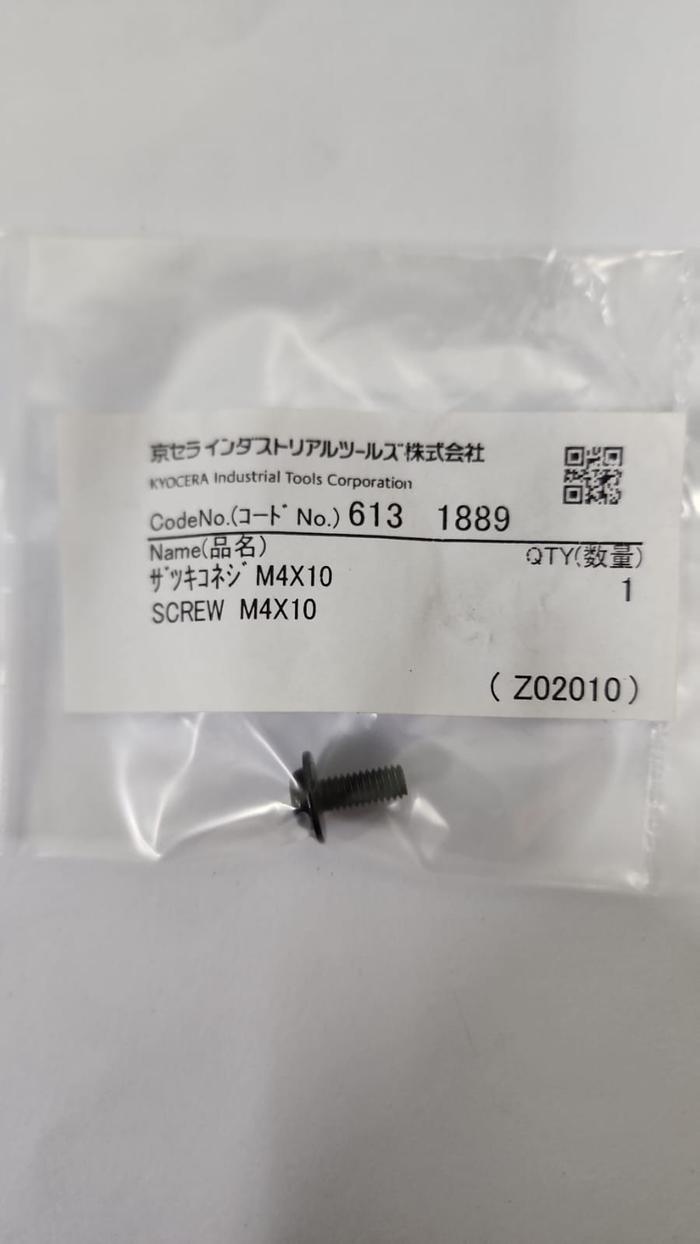 京セラインダストリアルツールズ株式会社
KYOCERA Industrial Tools Corporation
CodeNo.(コードNo.) 613 1889
Name(品名) QTY(数量)
ザツキコネジ M4X10 1
SCREW M4X10
( Z02010 )